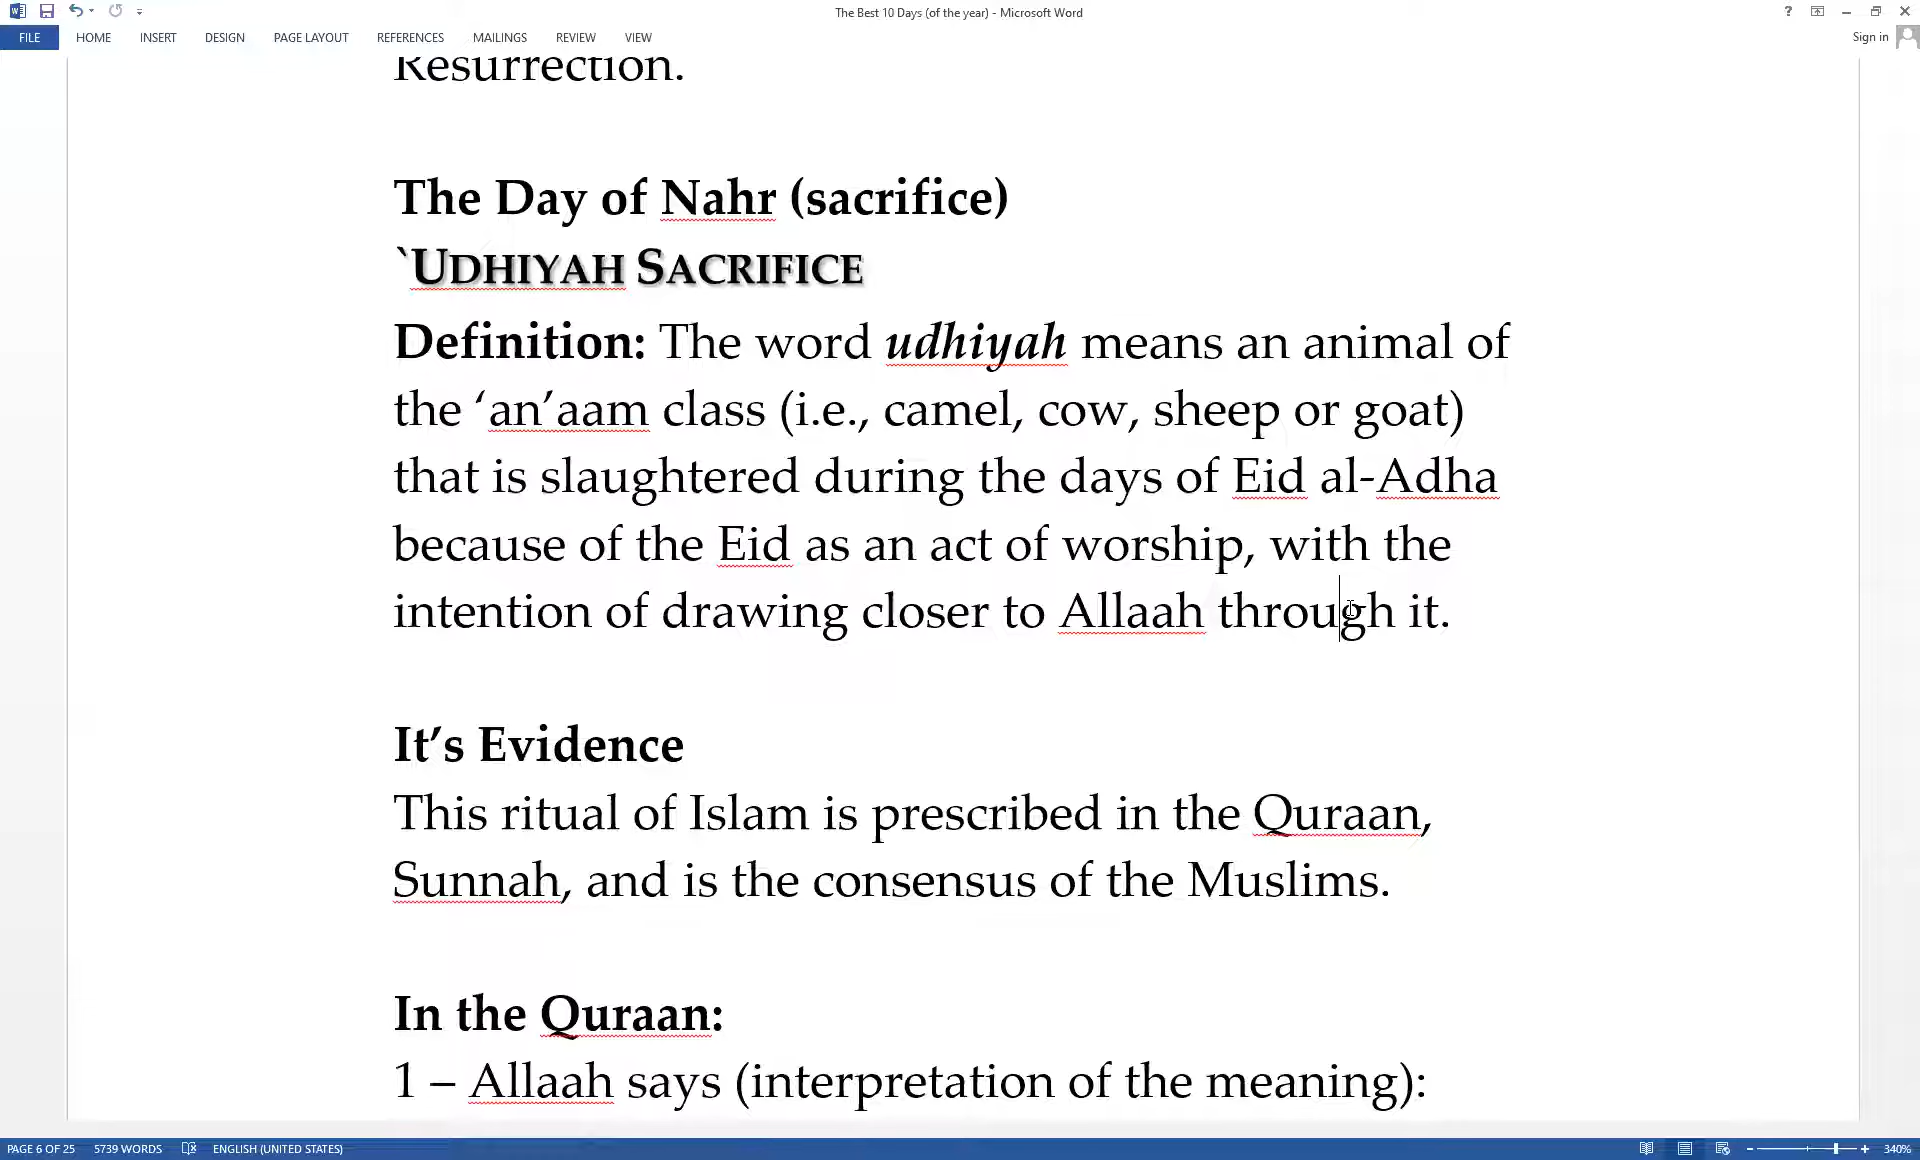 The Best 10 Days (of the year) - Microsoft Word
?
FILE HOME INSERT DESIGN PAGE LAYOUT REFERENCES MAILINGS REVIEW VIEW
Sign in
Resurrection.
The Day of Nahr (sacrifice)
`UDHIYAH SACRIFICE
Definition: The word udhiyah means an animal of
the ‘an’aam class (i.e., camel, cow, sheep or goat)
that is slaughtered during the days of Eid al-Adha
because of the Eid as an act of worship, with the
intention of drawing closer to Allaah through it.
It’s Evidence
This ritual of Islam is prescribed in the Quraan,
Sunnah, and is the consensus of the Muslims.
In the Quraan:
1 – Allaah says (interpretation of the meaning):
PAGE 6 OF 25 5739 WORDS ENGLISH (UNITED STATES) 340%